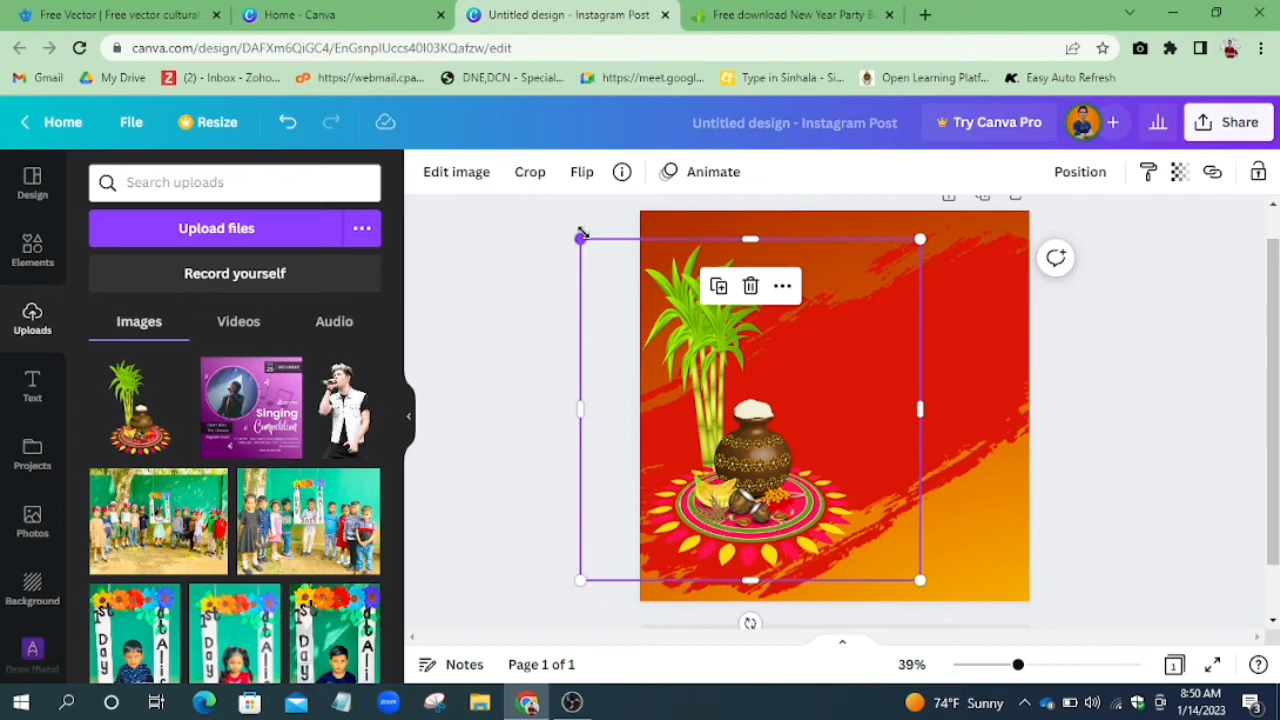 Free Vector | Free vector cultural
Home - Canva
Untitled design - Instagram Post
Free download New Year Party B
canva.com/design/DAFXm6QiGC4/EnGsnplUccs40I03KQafzw/edit
Gmail
My Drive
(2) - Inbox - Zoho...
https://webmail.cpa...
DNE,DCN - Special...
https://meet.googl...
Type in Sinhala - Si...
Open Learning Platf...
Easy Auto Refresh
Home
File
Resize
Untitled design - Instagram Post
Try Canva Pro
Share
Design
Elements
Uploads
Text
Projects
Photos
Background
Draw (Beta)
Search uploads
Upload files
Record yourself
Images
Videos
Audio
Singing
Competition
Edit image
Crop
Flip
Animate
Position
Notes
Page 1 of 1
39%
1
74°F Sunny
8:50 AM
1/14/2023
3